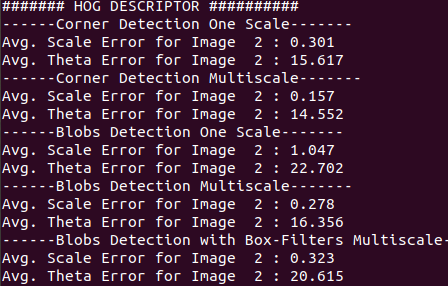 ####### HOG DESCRIPTOR ##########
------Corner Detection One Scale-------
Avg. Scale Error for Image  2 : 0.301
Avg. Theta Error for Image  2 : 15.617
------Corner Detection Multiscale-------
Avg. Scale Error for Image  2 : 0.157
Avg. Theta Error for Image  2 : 14.552
------Blobs Detection One Scale-------
Avg. Scale Error for Image  2 : 1.047
Avg. Theta Error for Image  2 : 22.702
------Blobs Detection Multiscale-------
Avg. Scale Error for Image  2 : 0.278
Avg. Theta Error for Image  2 : 16.356
------Blobs Detection with Box-Filters Multiscale-
Avg. Scale Error for Image  2 : 0.323
Avg. Theta Error for Image  2 : 20.615